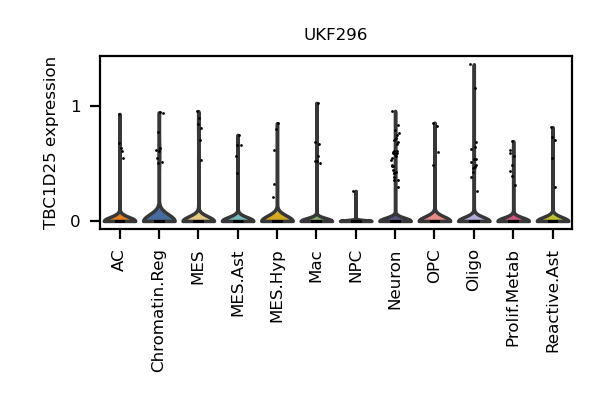 UKF296
TBC1D25 expression
1
0
AC
Chromatin.Reg
MES
MES.Ast
MES.Hyp
Mac
NPC
Neuron
OPC
Oligo
Prolif.Metab
Reactive.Ast